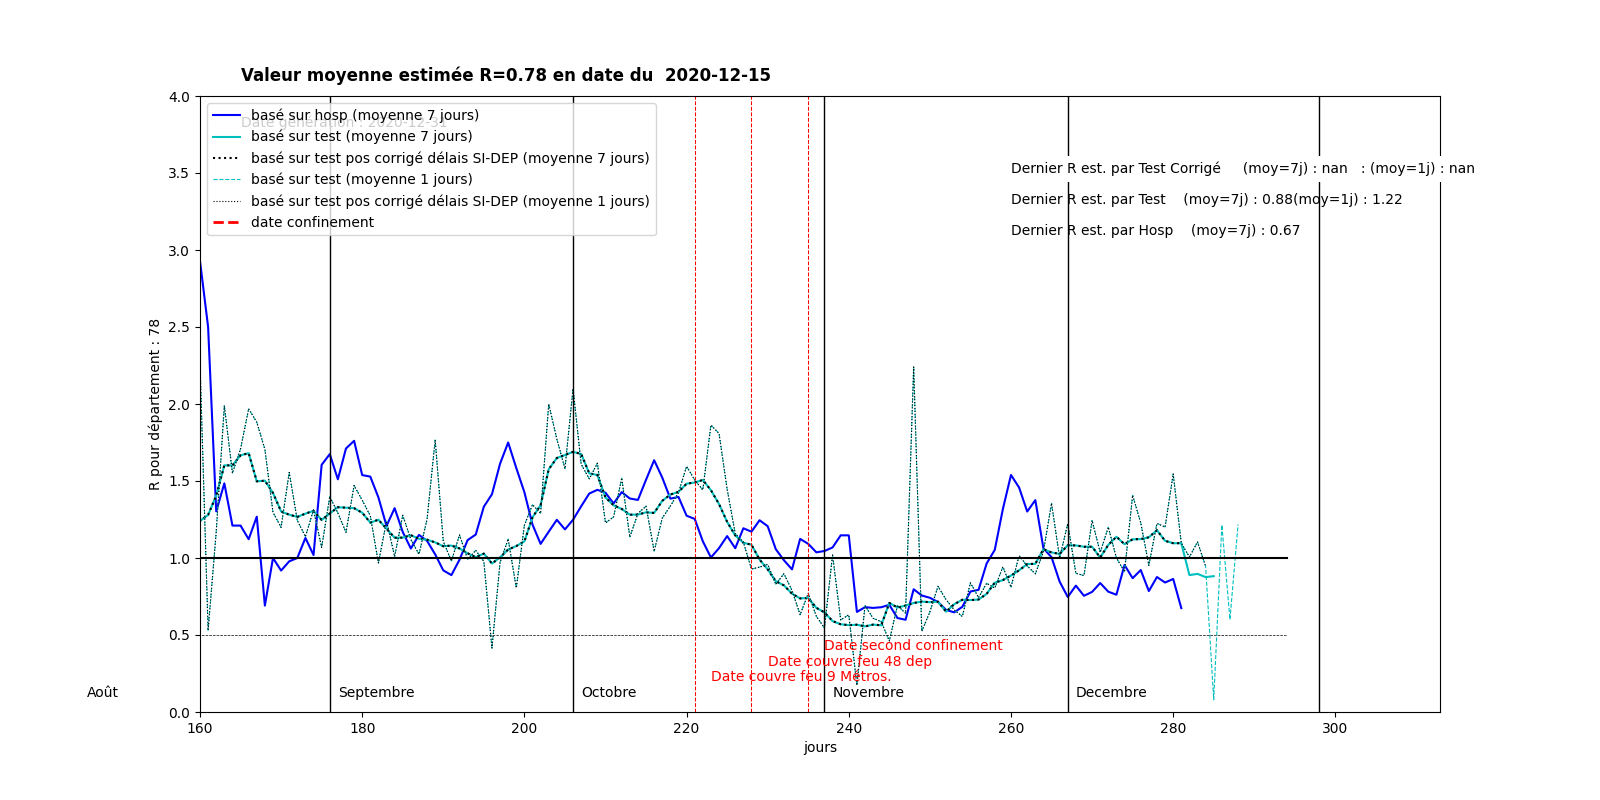 Valeur moyenne estimée R=0.78 en date du  2020-12-15
Date génération : 2020-12-31
basé sur hosp (moyenne 7 jours)
basé sur test (moyenne 7 jours)
basé sur test pos corrigé délais SI-DEP (moyenne 7 jours)
basé sur test (moyenne 1 jours)
basé sur test pos corrigé délais SI-DEP (moyenne 1 jours)
date confinement
Dernier R est. par Test Corrigé (moy=7j) : nan : (moy=1j) : nan
Dernier R est. par Test (moy=7j) : 0.88(moy=1j) : 1.22
Dernier R est. par Hosp (moy=7j) : 0.67
4.0
3.5
3.0
2.5
2.0
1.5
1.0
0.5
0.0
R pour département : 78
Date second confinement
Date couvre feu 48 dep
Date couvre feu 9 Métros.
Août Septembre Octobre Novembre Decembre
160 180 200 220 240 260 280 300
jours